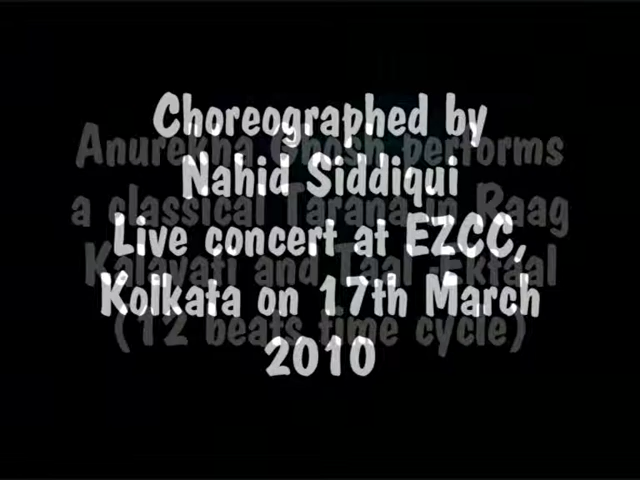 Choreographed by
Nahid Siddiqui
Live concert at EZCC,
Kolkata on 17th March
2010
Anurekha Ghosh performs
a classical Tarana in Raag
Kalavati and Taal -Ektaal
(12 beats time cycle)